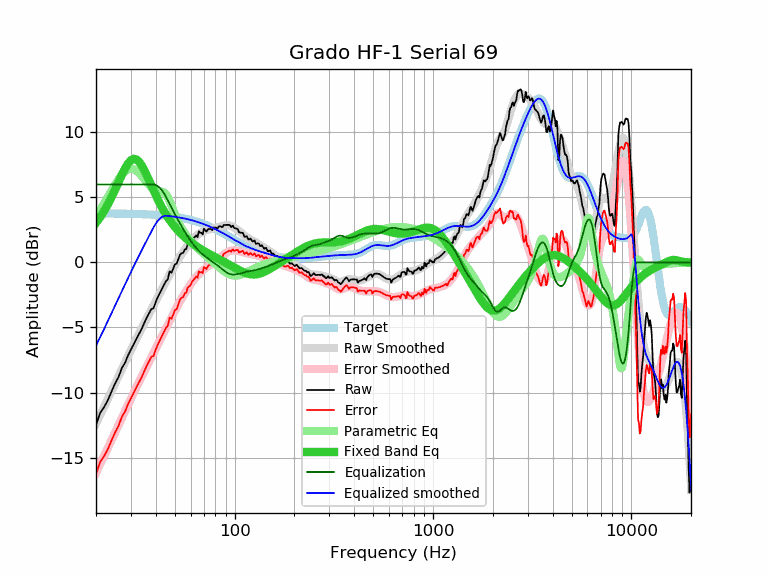 Grado HF-1 Serial 69
Amplitude (dBr)
10
5
0
−5
−10
−15
Target
Raw Smoothed
Error Smoothed
Raw
Error
Parametric Eq
Fixed Band Eq
Equalization
Equalized smoothed
100 1000 10000
Frequency (Hz)